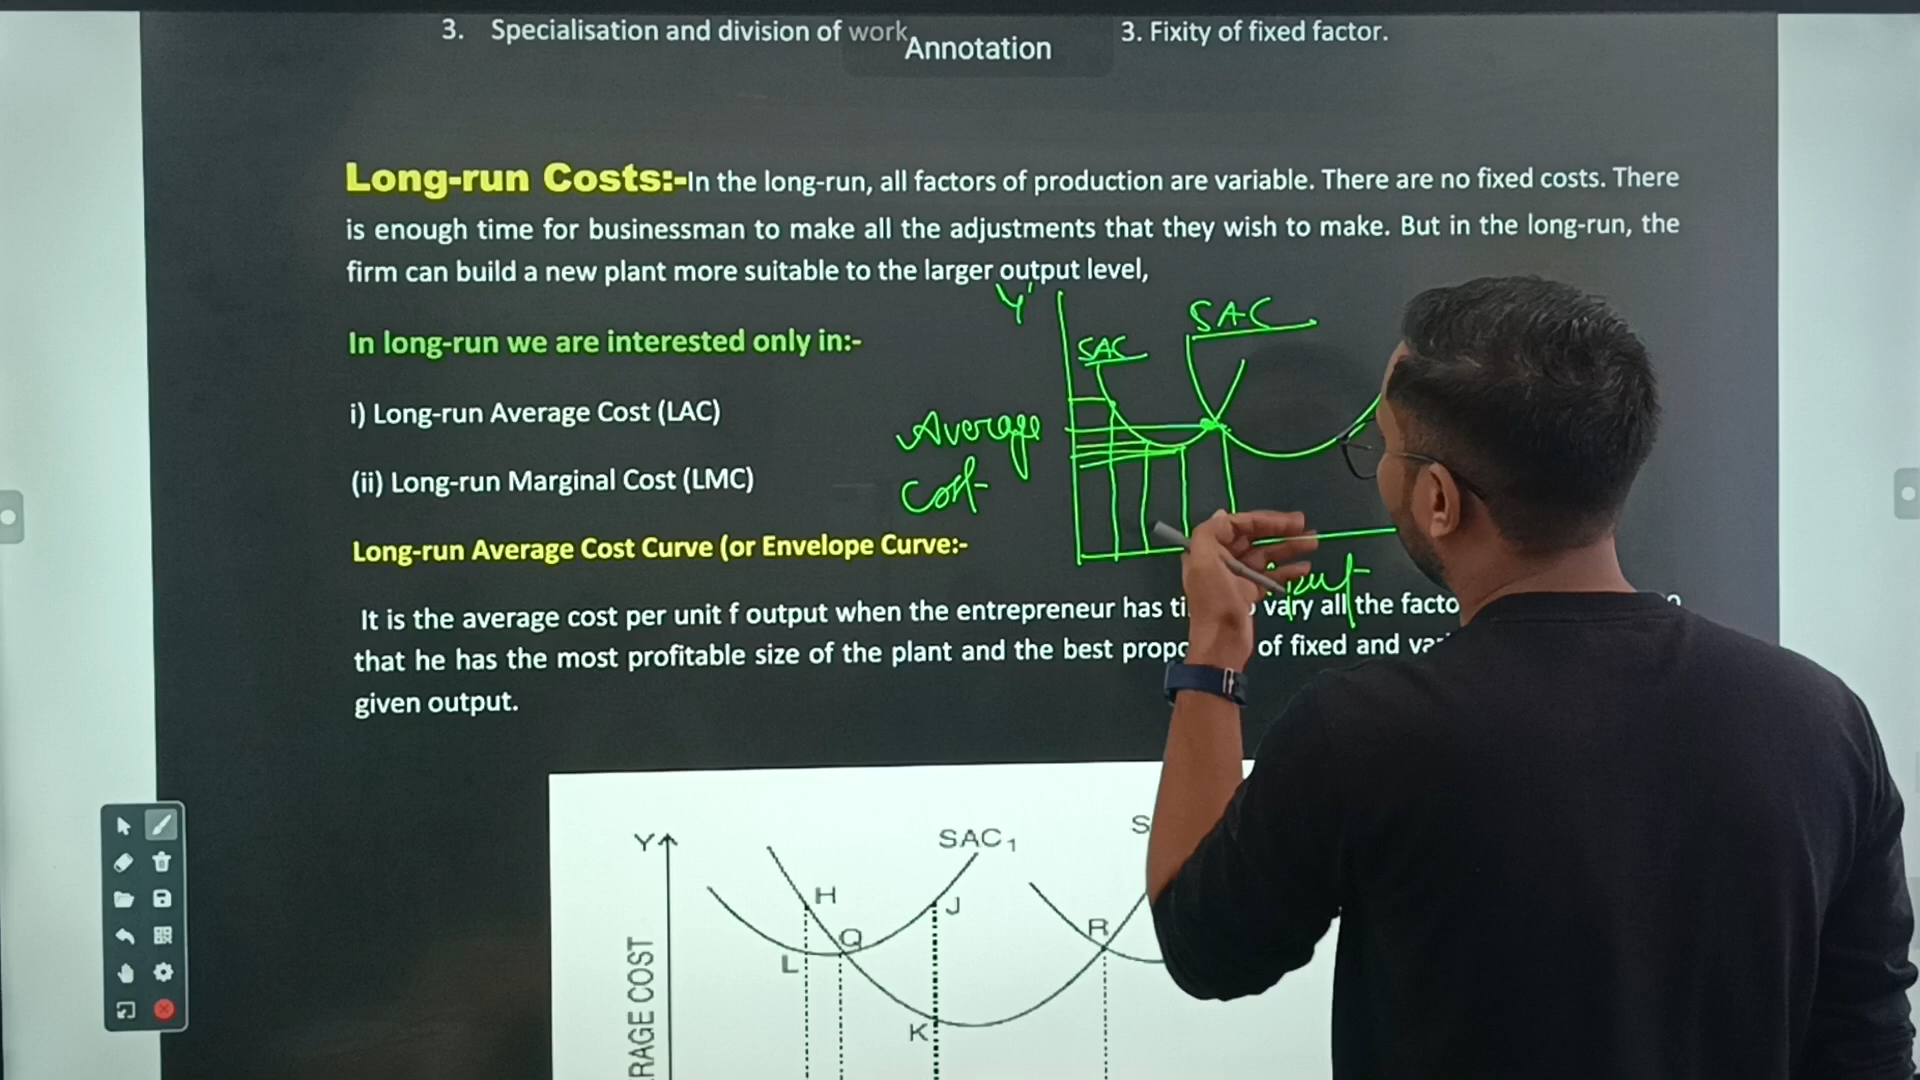 3. Specialisation and division of work
3. Fixity of fixed factor.
Annotation
Long-run Costs:-In the long-run, all factors of production are variable. There are no fixed costs. There
is enough time for businessman to make all the adjustments that they wish to make. But in the long-run, the
firm can build a new plant more suitable to the larger output level,
In long-run we are interested only in:-
i) Long-run Average Cost (LAC)
(ii) Long-run Marginal Cost (LMC)
Y
SAC
SAC
Average
Cost
Long-run Average Cost Curve (or Envelope Curve:-
It is the average cost per unit f output when the entrepreneur has vary all the
that he has the most profitable size of the plant and the best of fixed and
given output.
Y
SAC1
H
J
Q
L
R
K
COST